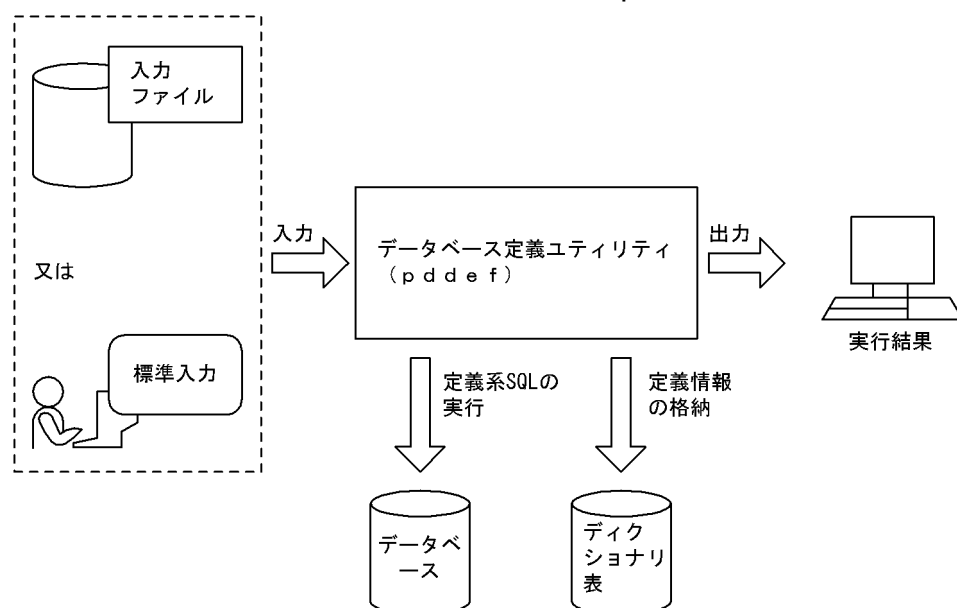 入力
ファイル
又は
標準入力
入力
データベース定義ユティリティ
（ｐｄｄｅｆ）
出力
実行結果
定義系SQLの
実行
定義情報
の格納
データベ
ース
ディク
ショナリ
表